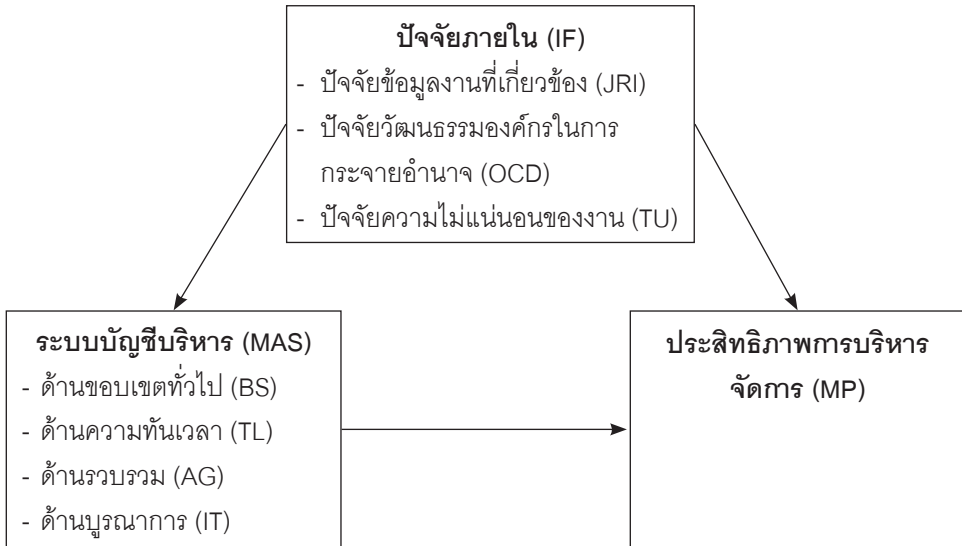 ปัจจัยภายใน (IF)
- ปัจจัยข้อมูลงานที่เกี่ยวข้อง (JRI)
- ปัจจัยวัฒนธรรมองค์กรในการ
กระจายอำนาจ (OCD)
- ปัจจัยความไม่แน่นอนของงาน (TU)
ระบบบัญชีบริหาร (MAS)
- ด้านขอบเขตทั่วไป (BS)
- ด้านความทันเวลา (TL)
- ด้านรวบรวม (AG)
- ด้านบูรณาการ (IT)
ประสิทธิภาพการบริหาร
จัดการ (MP)